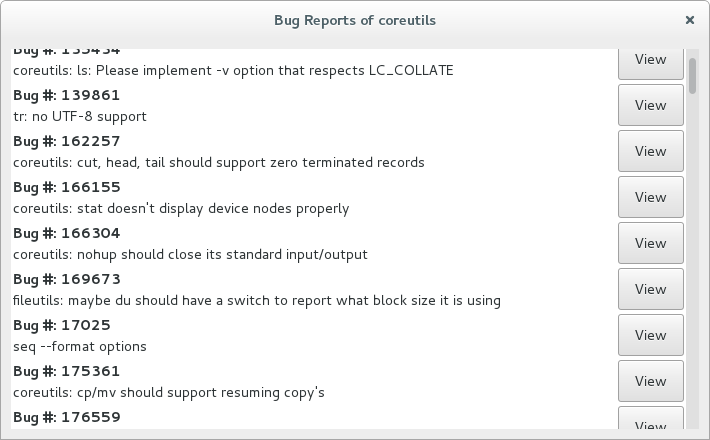 Bug Reports of coreutils ×
Bug #: 135434
coreutils: ls: Please implement -v option that respects LC_COLLATE View
Bug #: 139861
tr: no UTF-8 support View
Bug #: 162257
coreutils: cut, head, tail should support zero terminated records View
Bug #: 166155
coreutils: stat doesn't display device nodes properly View
Bug #: 166304
coreutils: nohup should close its standard input/output View
Bug #: 169673
fileutils: maybe du should have a switch to report what block size it is using View
Bug #: 17025
seq --format options View
Bug #: 175361
coreutils: cp/mv should support resuming copy's View
Bug #: 176559 View